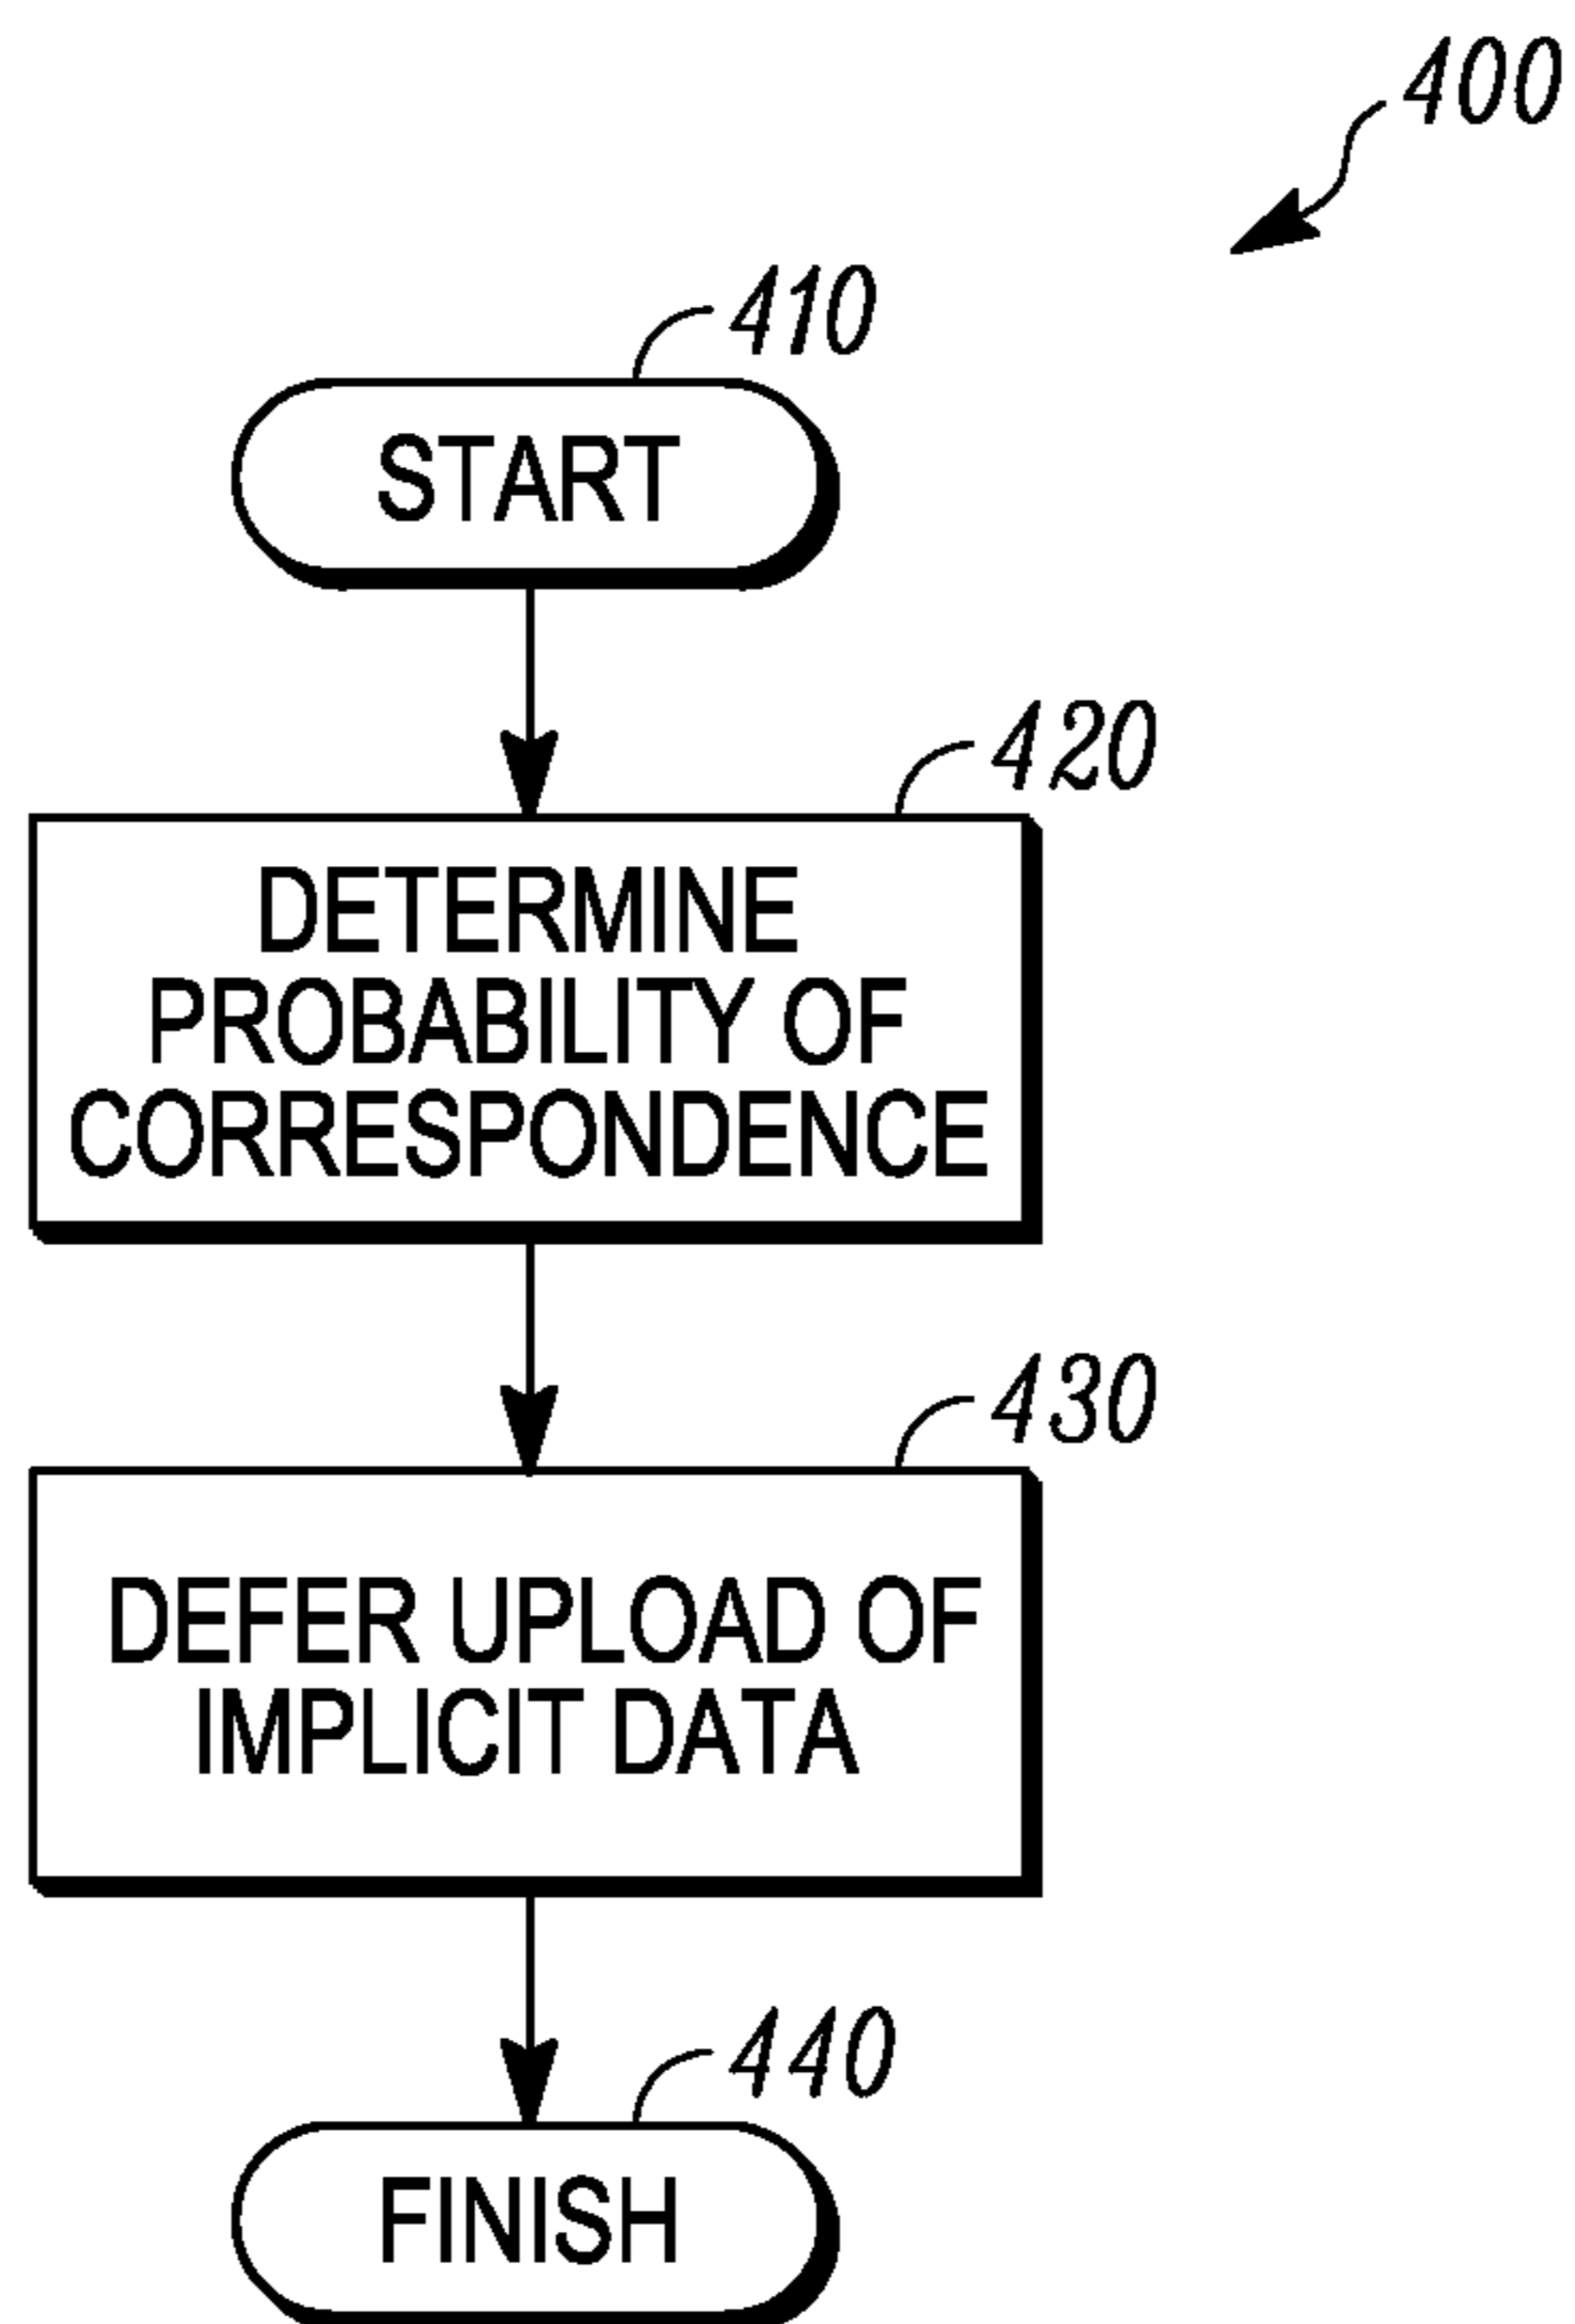 400
410
START
420
DETERMINE
PROBABILITY OF
CORRESPONDENCE
430
DEFER UPLOAD OF
IMPLICIT DATA
440
FINISH